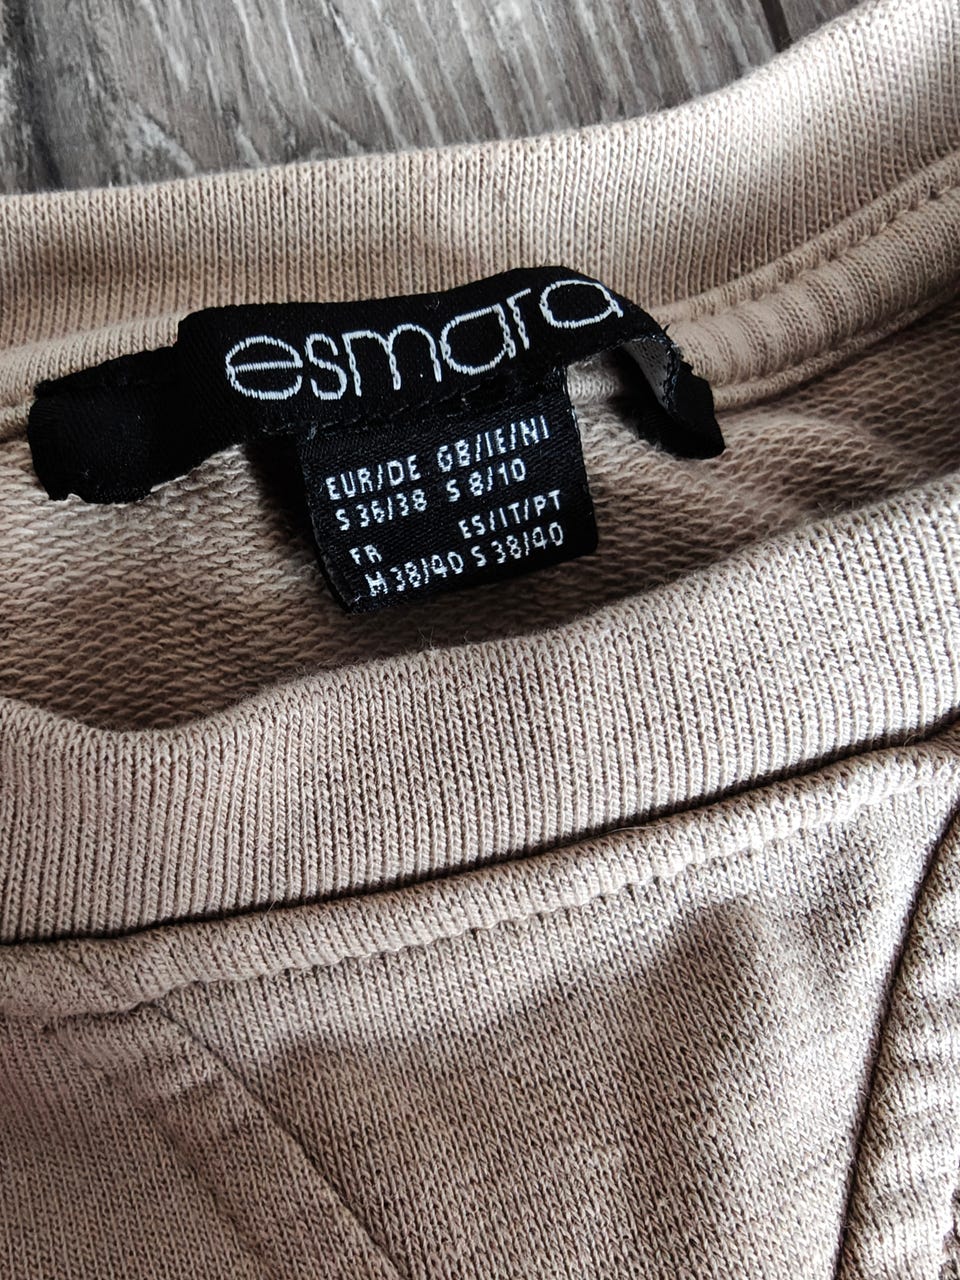 esmara
EUR/DE GB/IE/NI
S 36/38 S 8/10
FR ES/IT/PT
M 38/40 S 38/40